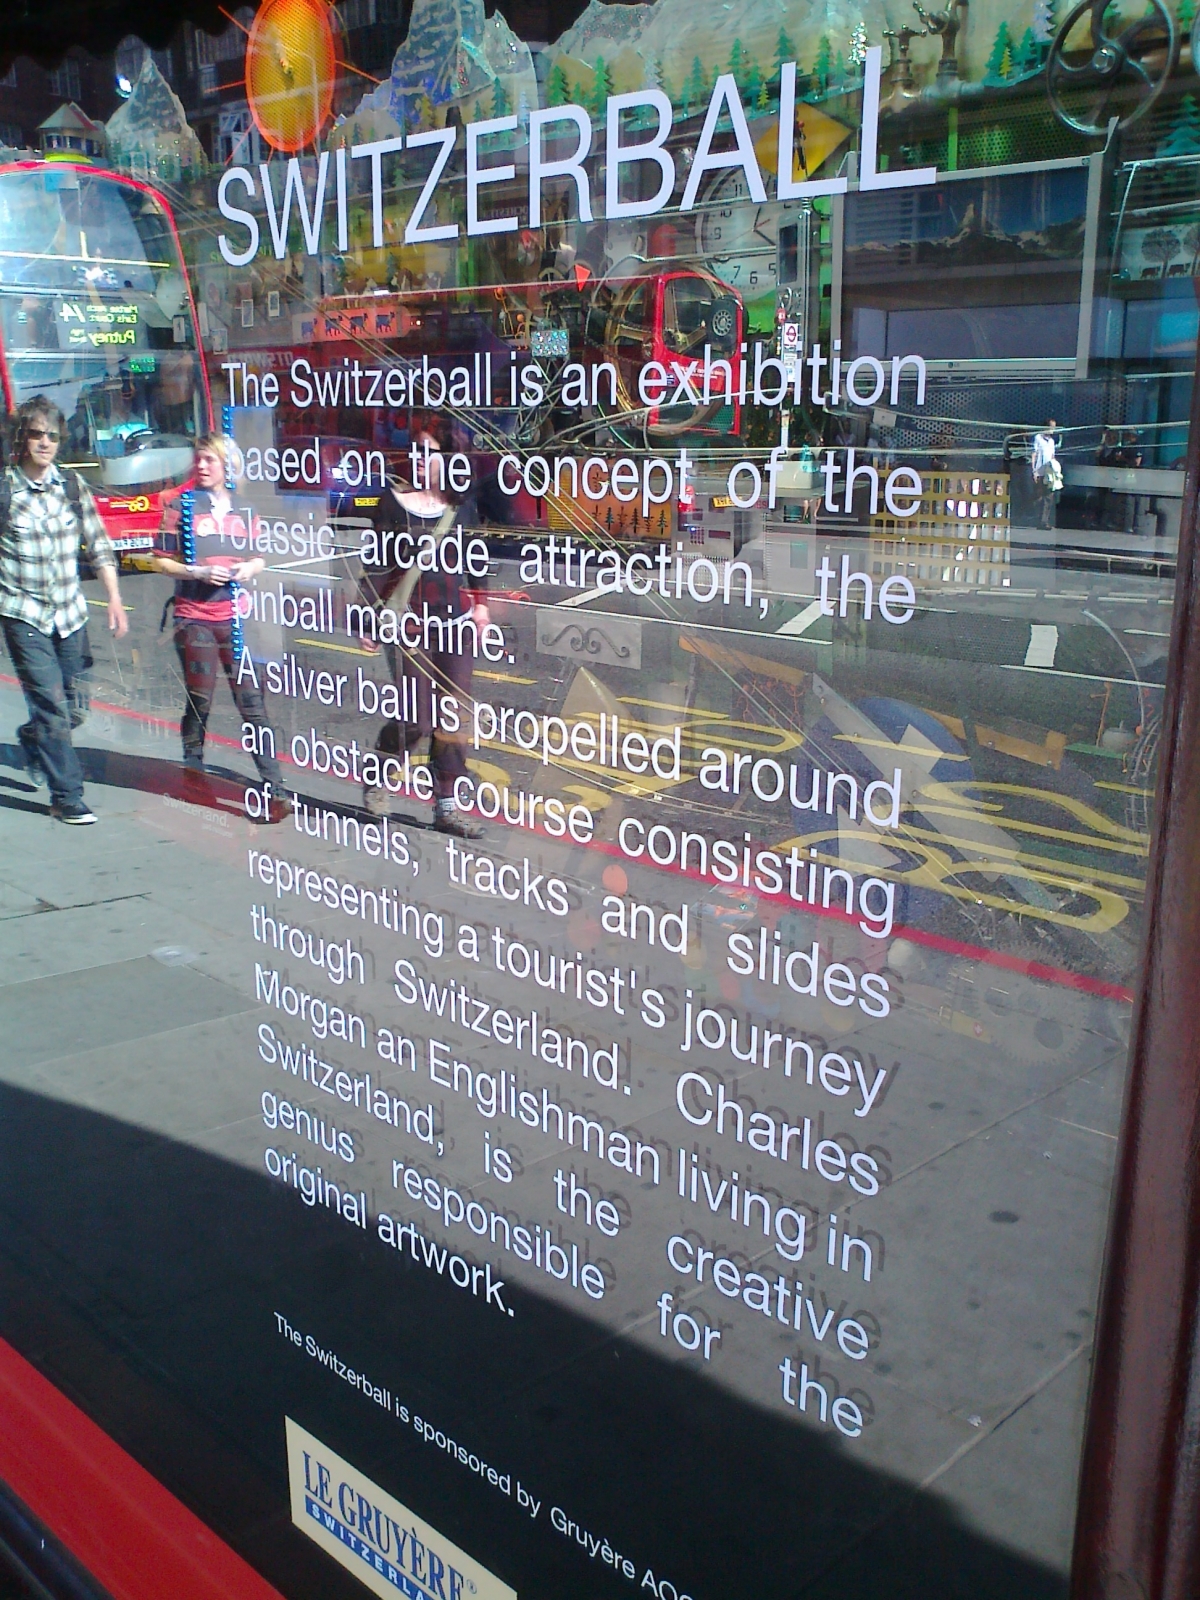 SWITZERBALL
The Switzerball is an exhibition
based on the concept of the
classic arcade attraction, the
pinball machine.
A silver ball is propelled around
an obstacle course consisting
of tunnels, tracks and slides
representing a tourist's journey
through Switzerland. Charles
Morgan an Englishman living in
Switzerland, is the creative
genius responsible for the
original artwork.
The Switzerball is sponsored by Gruyère
LE GRUYÈRE®
14
Putney